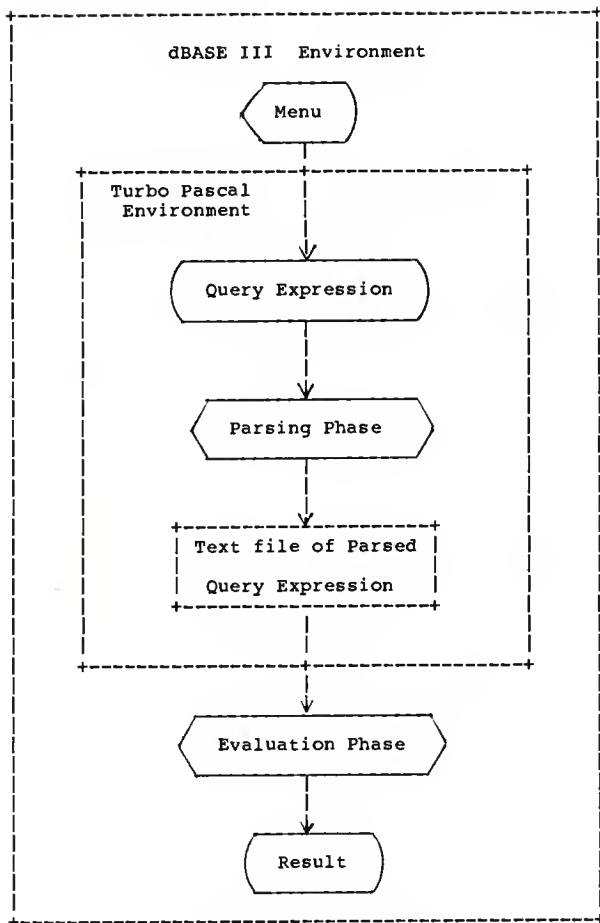 dBASE III Environment
Menu
Turbo Pascal
Environment
Query Expression
Parsing Phase
Text file of Parsed
Query Expression
Evaluation Phase
Result